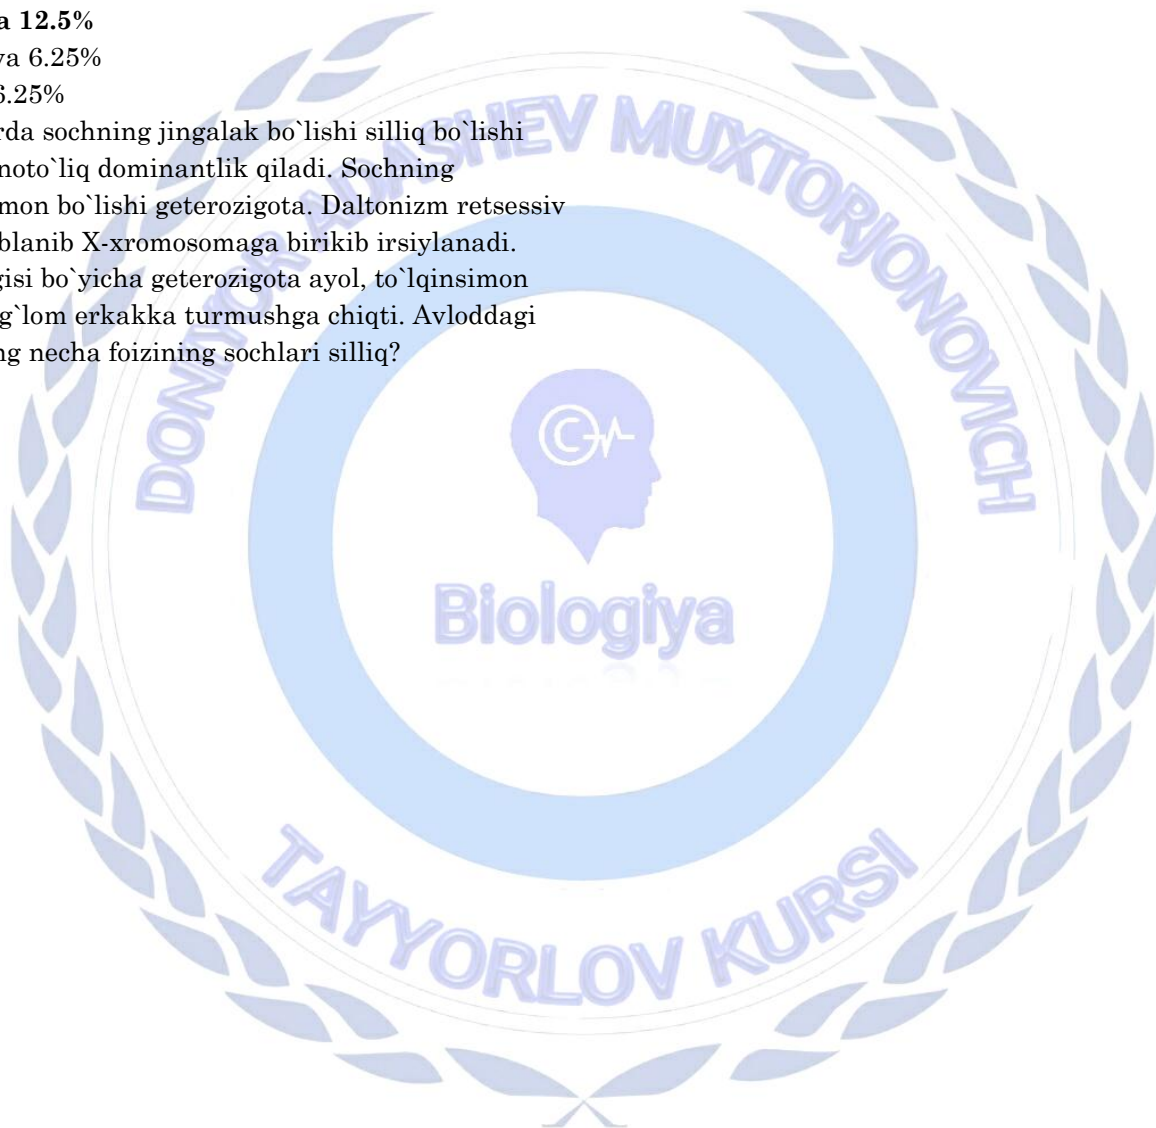 a 12.5%
va 6.25%
6.25%
rda sochning jingalak bo`lishi silliq bo`lishi
noto`liq dominantlik qiladi. Sochning
mon bo`lishi geterozigota. Daltonizm retsessiv
blanib X-xromosomaga birikib irsiylanadi.
gisi bo`yicha geterozigota ayol, to`lqinsimon
g`lom erkakka turmushga chiqti. Avloddagi
ng necha foizining sochlari silliq?
DONIYOR ADASHEV MUXTORJONOVICH
Biologiya
TAYYORLOV KURSI